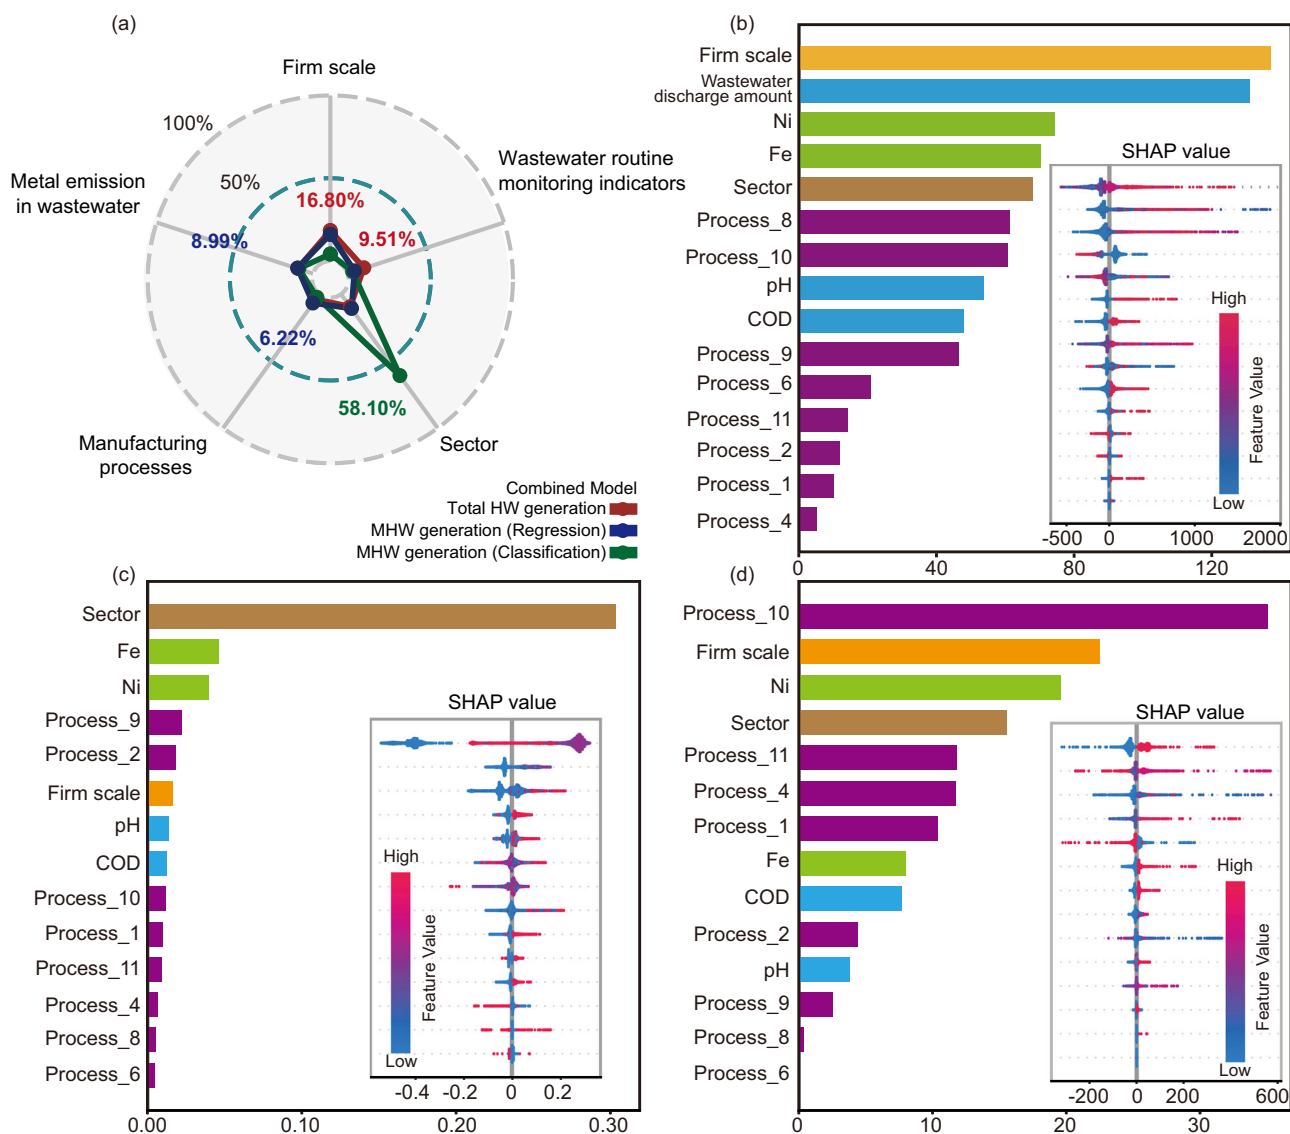 (a)
Firm scale
100%
50%
Wastewater routine
monitoring indicators
Metal emission
in wastewater
16.80%
9.51%
8.99%
6.22%
58.10%
Manufacturing
processes
Sector
Combined Model
Total HW generation
MHW generation (Regression)
MHW generation (Classification)
(b)
Firm scale
Wastewater
discharge amount
Ni
Fe
Sector
Process_8
Process_10
pH
COD
Process_9
Process_6
Process_11
Process_2
Process_1
Process_4
SHAP value
High
Feature Value
Low
-500 0 1000 2000
0 40 80 120
(c)
Sector
Fe
Ni
Process_9
Process_2
Firm scale
pH
COD
Process_10
Process_1
Process_11
Process_4
Process_8
Process_6
SHAP value
High
Feature Value
Low
-0.4 -0.2 0 0.2
0.00 0.10 0.20 0.30
(d)
Process_10
Firm scale
Ni
Sector
Process_11
Process_4
Process_1
Fe
COD
Process_2
pH
Process_9
Process_8
Process_6
SHAP value
High
Feature Value
Low
-200 0 200 600
0 10 20 30